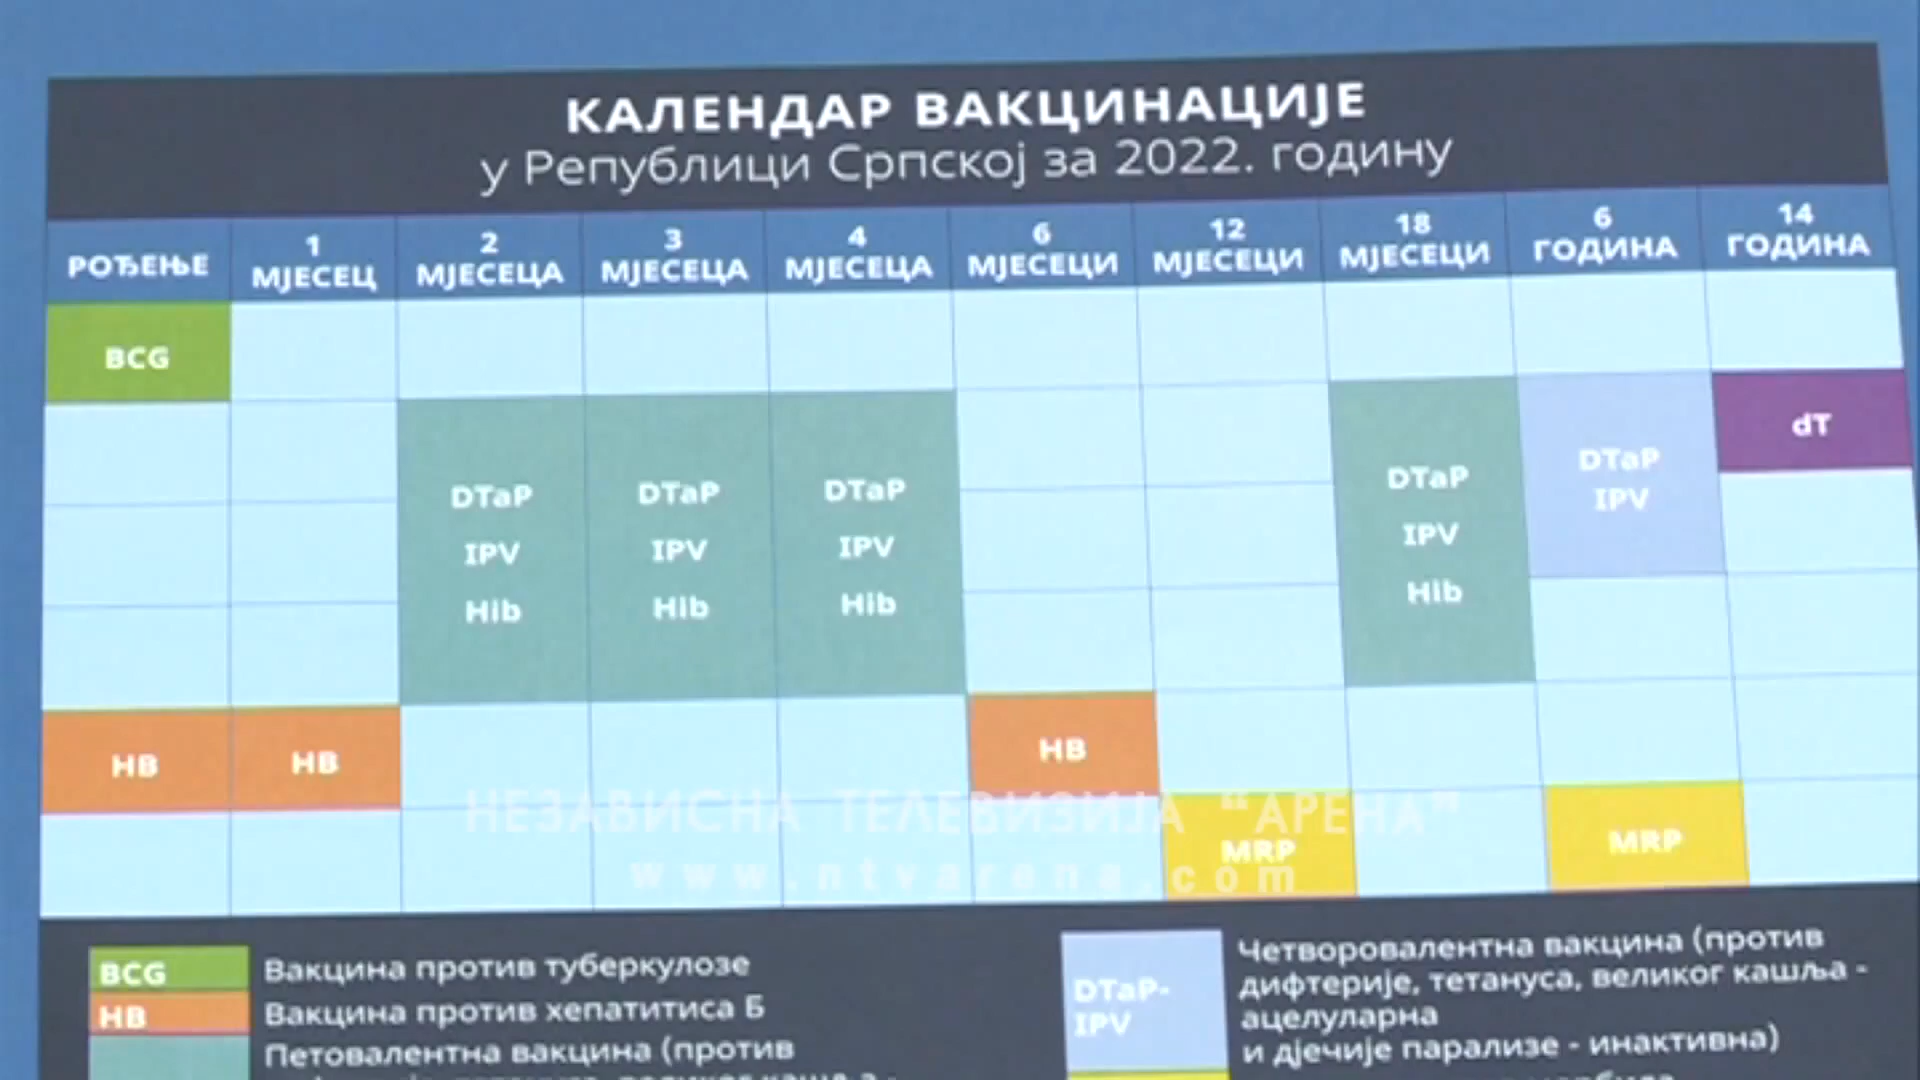 КАЛЕНДАР ВАКЦИНАЦИЈЕ
у Републици Српској за 2022. годину
РОЂЕЊЕ
1 МЈЕСЕЦ
2 МЈЕСЕЦА
3 МЈЕСЕЦА
4 МЈЕСЕЦА
6 МЈЕСЕЦИ
12 МЈЕСЕЦИ
18 МЈЕСЕЦИ
6 ГОДИНА
14 ГОДИНА
BCG
DTaP
IPV
Hib
DTaP
IPV
Hib
DTaP
IPV
Hib
DTaP
IPV
Hib
DTaP
IPV
dT
HB
HB
HB
MRP
MRP
НЕЗАВИСНА ТЕЛЕВИЗИЈА "АРЕНА"
www.ntvarena.com
BCG Вакцина против туберкулозе
HB Вакцина против хепатитиса Б
Петовалентна вакцина (против
DTaP-
IPV
Четворовалентна вакцина (против
дифтерије, тетануса, великог кашља -
ацелуларна
и дјечије парализе - инактивна)